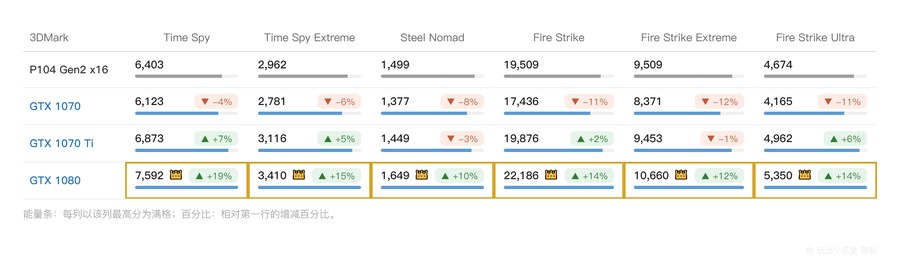 3DMark Time Spy Time Spy Extreme Steel Nomad Fire Strike Fire Strike Extreme Fire Strike Ultra
P104 Gen2 x16 6,403 2,962 1,499 19,509 9,509 4,674
GTX 1070 6,123 ▼ -4% 2,781 ▼ -6% 1,377 ▼ -8% 17,436 ▼ -11% 8,371 ▼ -12% 4,165 ▼ -11%
GTX 1070 Ti 6,873 ▲ +7% 3,116 ▲ +5% 1,449 ▼ -3% 19,876 ▲ +2% 9,453 ▼ -1% 4,962 ▲ +6%
GTX 1080 7,592 ▲ +19% 3,410 ▲ +15% 1,649 ▲ +10% 22,186 ▲ +14% 10,660 ▲ +12% 5,350 ▲ +14%
能量条：每列以该列最高分为满格；百分比：相对第一行的增减百分比。